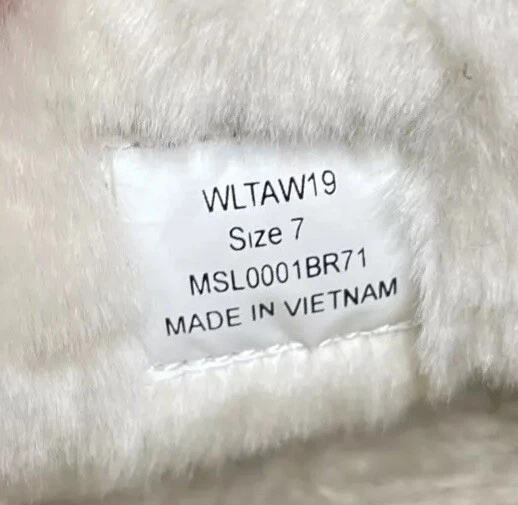 WLTAW19
Size 7
MSL0001BR71
MADE IN VIETNAM